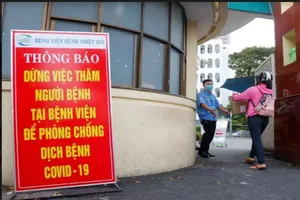 BỆNH VIỆN BỆNH NHIỆT ĐỚI
THÔNG BÁO
DỪNG VIỆC THĂM
NGƯỜI BỆNH
TẠI BỆNH VIỆN
ĐỂ PHÒNG CHỐNG
DỊCH BỆNH
COVID-19